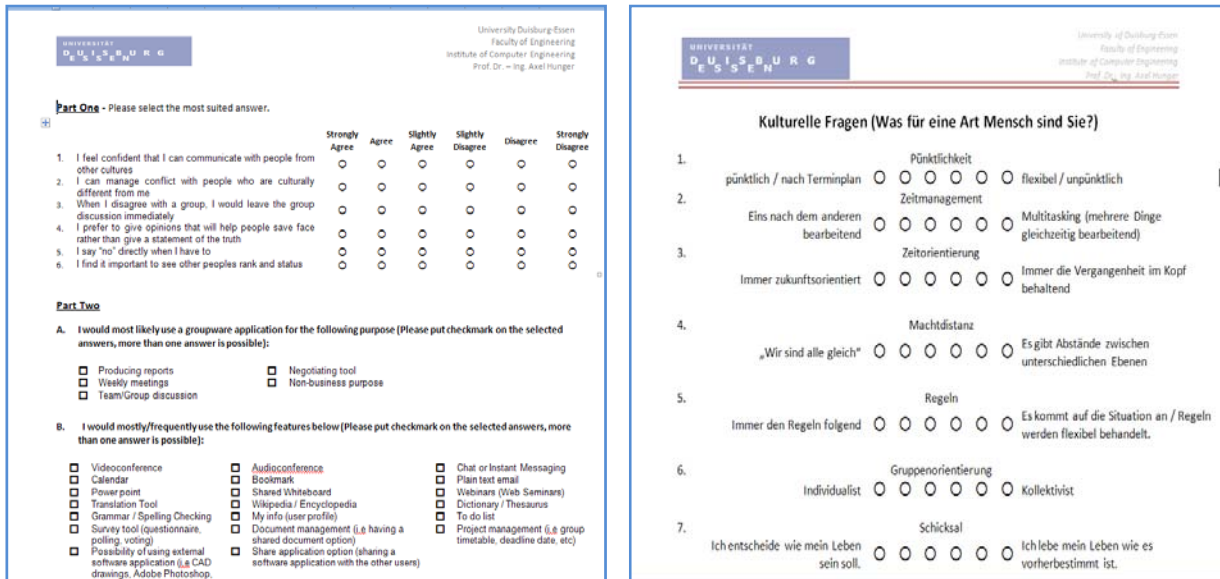 UNIVERSITÄT
DUISBURG
ESSEN
University Duisburg-Essen
Faculty of Engineering
Institute of Computer Engineering
Prof. Dr. – Ing. Axel Hunger
Part One - Please select the most suited answer.
Strongly Agree Agree Slightly Agree Slightly Disagree Disagree Strongly Disagree
1. I feel confident that I can communicate with people from
other cultures
2. I can manage conflict with people who are culturally
different from me
3. When I disagree with a group, I would leave the group
discussion immediately
4. I prefer to give opinions that will help people save face
rather than give a statement of the truth
5. I say "no" directly when I have to
6. I find it important to see other peoples rank and status
Part Two
A. I would most likely use a groupware application for the following purpose (Please put checkmark on the selected
answers, more than one answer is possible):
Producing reports Negotiating tool
Weekly meetings Non-business purpose
Team/Group discussion
B. I would mostly/frequently use the following features below (Please put checkmark on the selected answers, more
than one answer is possible):
Videoconference Audioconference Chat or Instant Messaging
Calendar Bookmark Plain text email
Power point Shared Whiteboard Webinars (Web Seminars)
Translation Tool Wikipedia / Encyclopedia Dictionary / Thesaurus
Grammar / Spelling Checking My info (user profile) To do list
Survey tool (questionnaire, Document management (i.e having a Project management (i.e group
polling, voting) shared document option) timetable, deadline date, etc)
Possibility of using external Share application option (sharing a
software application (i.e CAD software application with the other users)
drawings, Adobe Photoshop,
UNIVERSITÄT
DUISBURG
ESSEN
University of Duisburg-Essen
Faculty of Engineering
Institute of Computer Engineering
Prof. Dr. Ing. Axel Hunger
Kulturelle Fragen (Was für eine Art Mensch sind Sie?)
1. Pünktlichkeit
pünktlich / nach Terminplan flexibel / unpünktlich
2. Zeitmanagement
Eins nach dem anderen Multitasking (mehrere Dinge
bearbeitend gleichzeitig bearbeitend)
3. Zeitorientierung
Immer zukunftsorientiert Immer die Vergangenheit im Kopf
behaltend
4. Machtdistanz
„Wir sind alle gleich“ Es gibt Abstände zwischen
unterschiedlichen Ebenen
5. Regeln
Immer den Regeln folgend Es kommt auf die Situation an / Regeln
werden flexibel behandelt.
6. Gruppenorientierung
Individualist Kollektivist
7. Schicksal
Ich entscheide wie mein Leben Ich lebe mein Leben wie es
sein soll. vorherbestimmt ist.